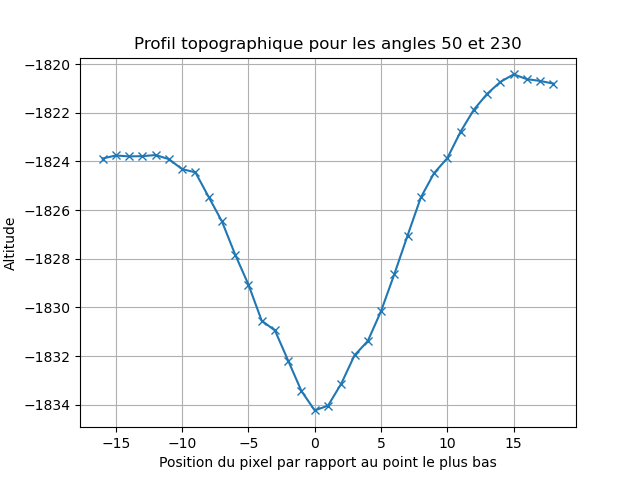 Profil topographique pour les angles 50 et 230
−1820
−1822
−1824
−1826
−1828
−1830
−1832
−1834
Altitude
−15 −10 −5 0 5 10 15
Position du pixel par rapport au point le plus bas